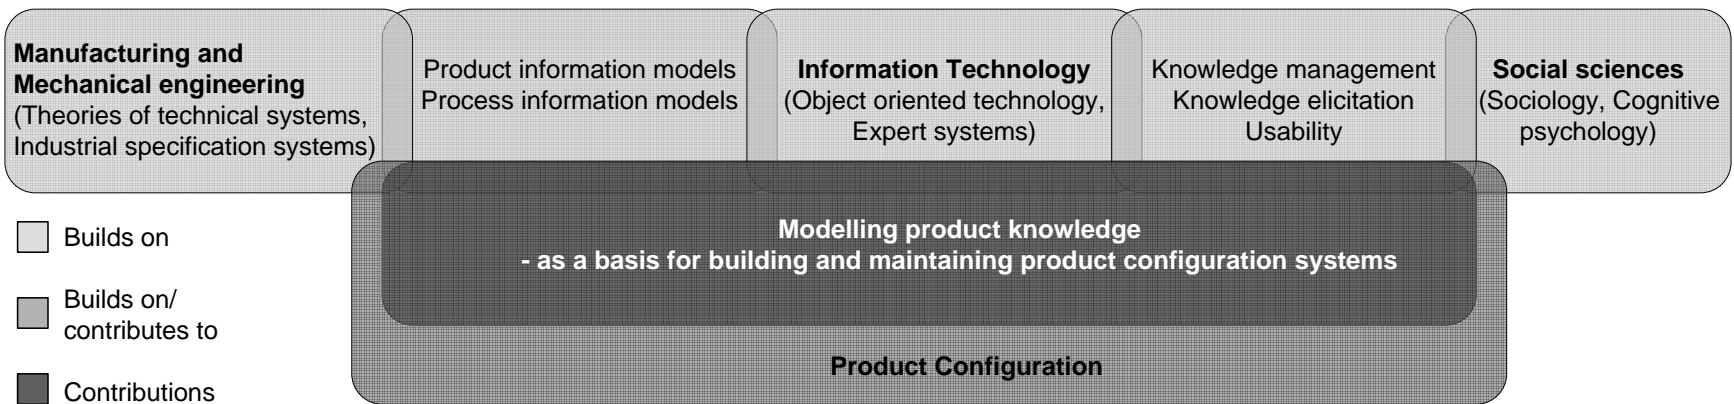 Manufacturing and
Mechanical engineering
(Theories of technical systems,
Industrial specification systems)
Product information models
Process information models
Information Technology
(Object oriented technology,
Expert systems)
Knowledge management
Knowledge elicitation
Usability
Social sciences
(Sociology, Cognitive
psychology)
Modelling product knowledge
- as a basis for building and maintaining product configuration systems
Product Configuration
Builds on
Builds on/
contributes to
Contributions